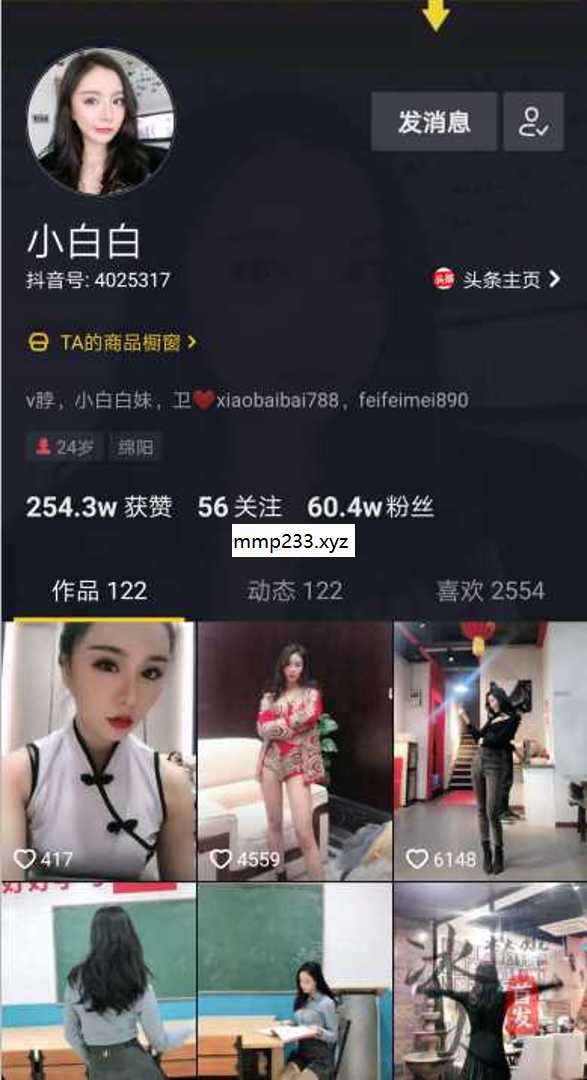 发消息
小白白
抖音号: 4025317
头条
头条主页
TA的商品橱窗
v脖，小白白妹，卫❤️xiaobaibai788，feifeimei890
24岁 绵阳
254.3w 获赞 56 关注 60.4w 粉丝
mmp233.xyz
作品 122 动态 122 喜欢 2554
417 4559 6148
首发